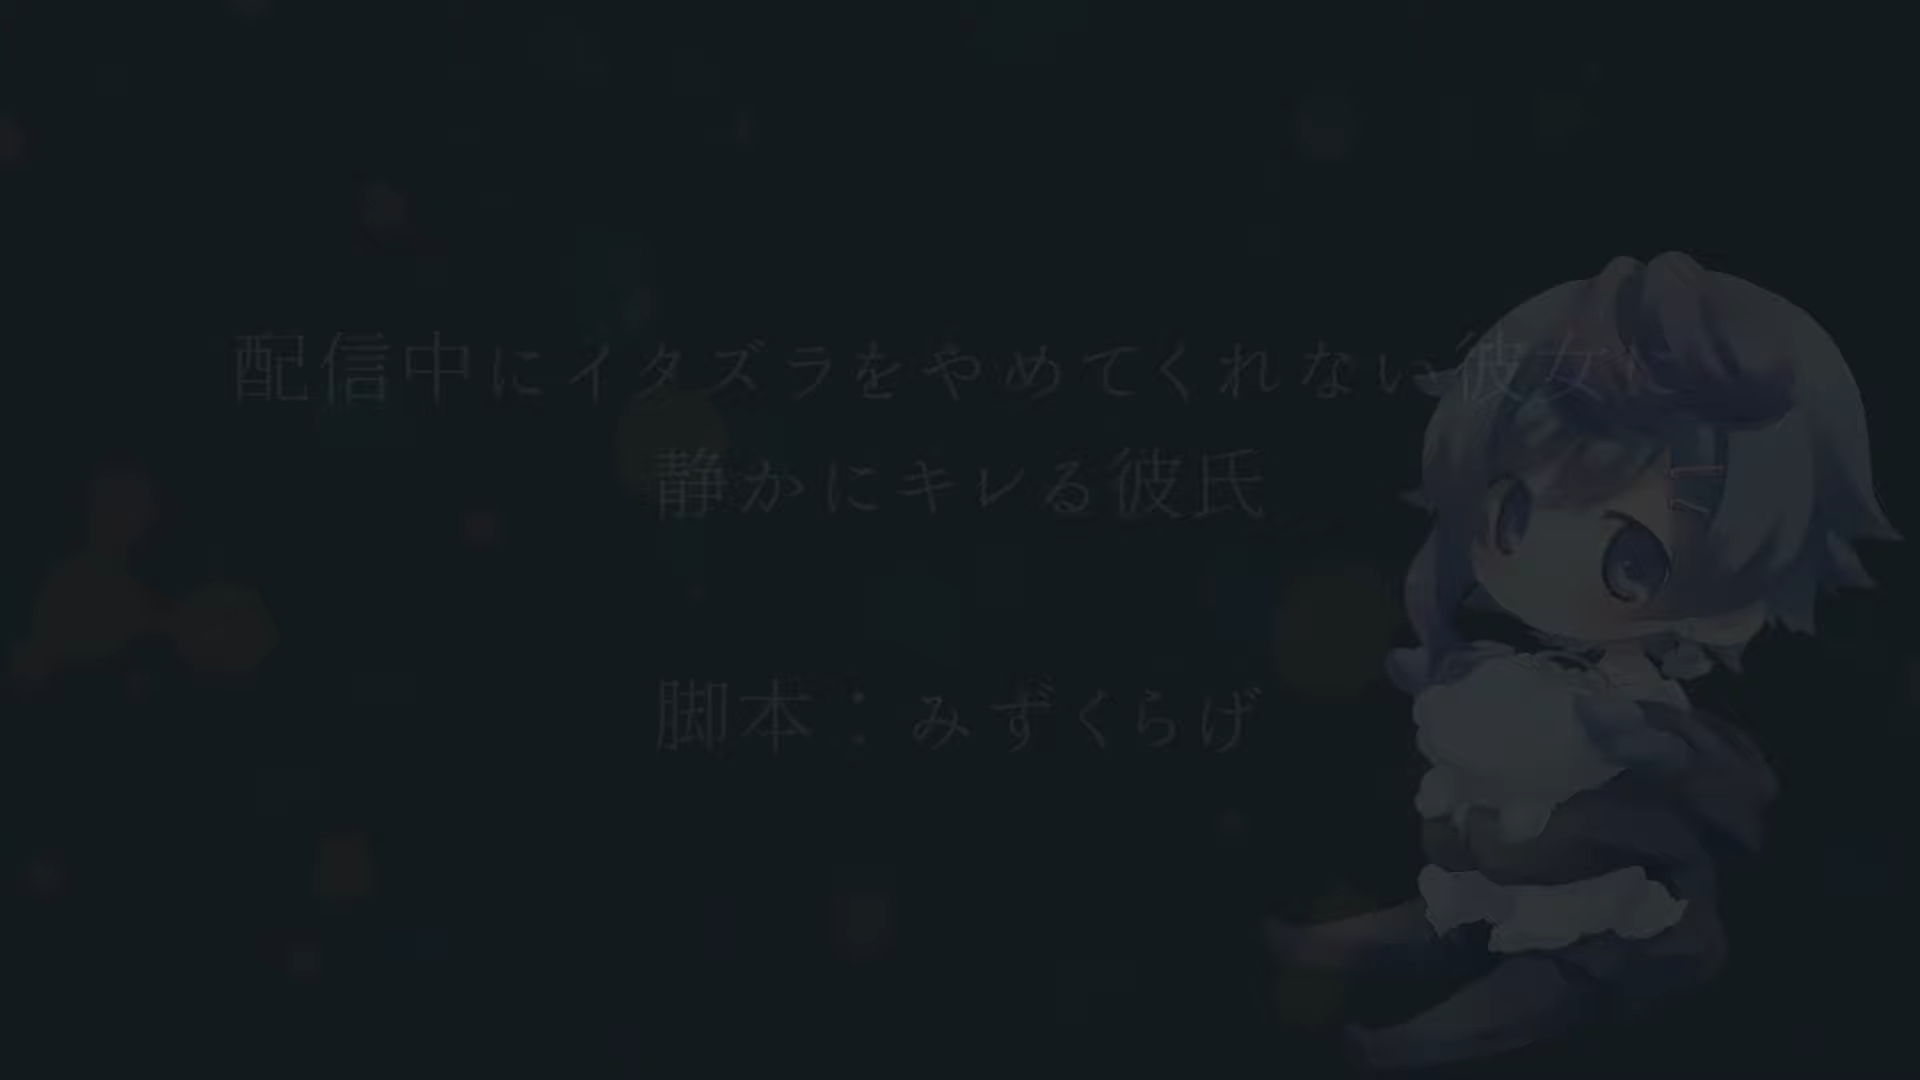 配信中にイタズラをやめてくれない彼女に
静かにキレる彼氏
脚本：みずくらげ